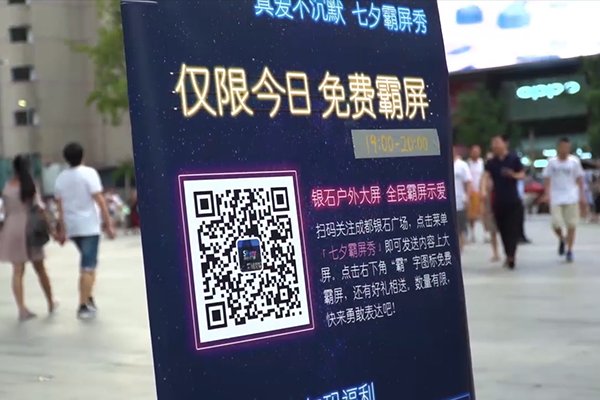 真爱不沉默 七夕霸屏秀
仅限今日 免费霸屏
19:00-20:00
oppo
银石户外大屏 全民霸屏示爱
扫码关注成都银石广场，点击菜单
「七夕霸屏秀」即可发送内容上大
屏，点击右下角“霸”字图标免费
霸屏，还有好礼相送，数量有限，
快来勇敢表达吧！
福利